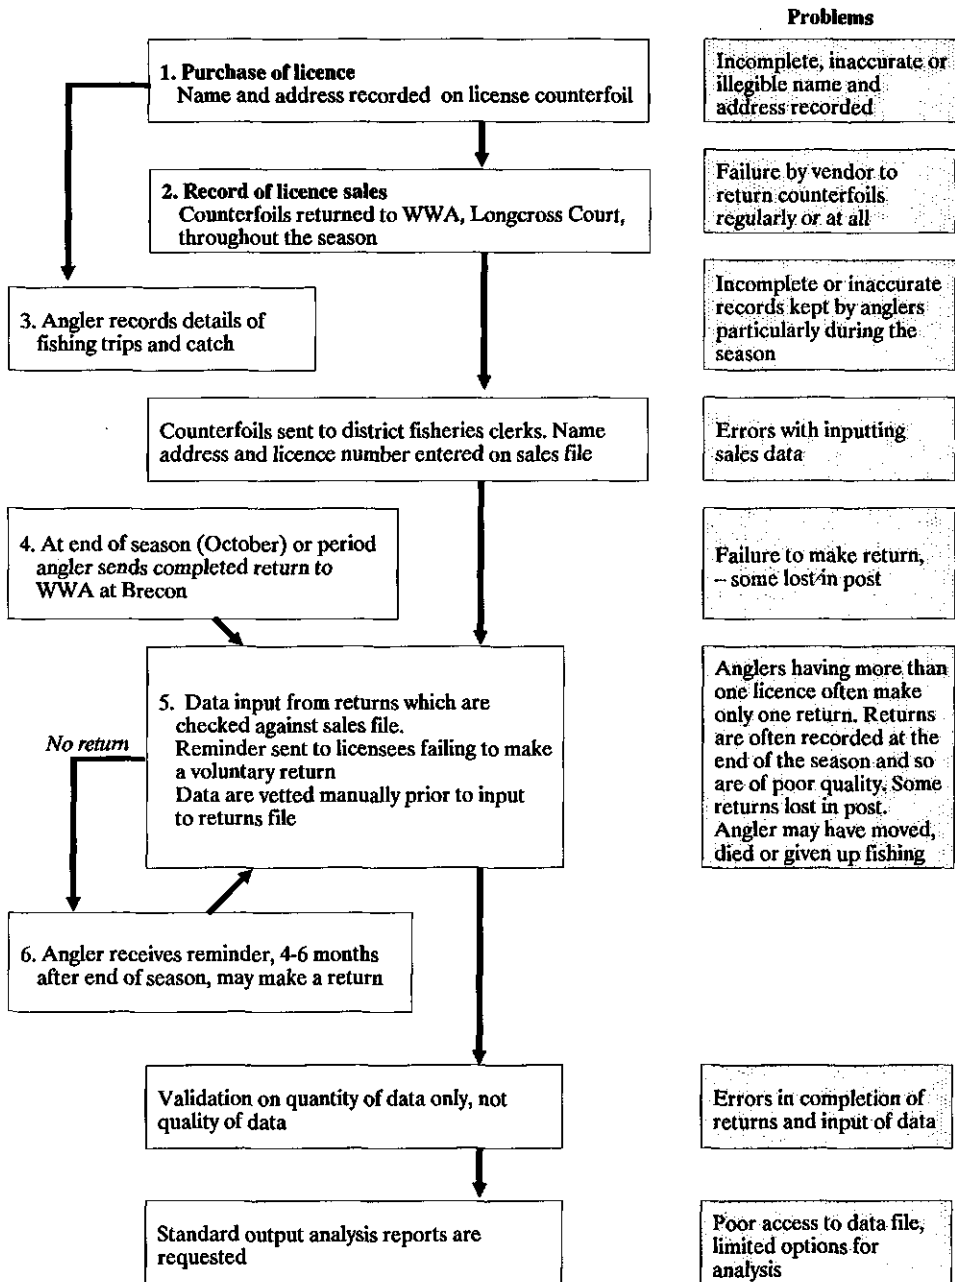 Problems
1. Purchase of licence
Name and address recorded on license counterfoil
Incomplete, inaccurate or
illegible name and
address recorded
2. Record of licence sales
Counterfoils returned to WWA, Longcross Court,
throughout the season
Failure by vendor to
return counterfoils
regularly or at all
3. Angler records details of
fishing trips and catch
Incomplete or inaccurate
records kept by anglers
particularly during the
season
Counterfoils sent to district fisheries clerks. Name
address and licence number entered on sales file
Errors with inputting
sales data
4. At end of season (October) or period
angler sends completed return to
WWA at Brecon
Failure to make return,
– some lost in post
5. Data input from returns which are
checked against sales file.
Reminder sent to licensees failing to make
a voluntary return
Data are vetted manually prior to input
to returns file
No return
Anglers having more than
one licence often make
only one return. Returns
are often recorded at the
end of the season and so
are of poor quality. Some
returns lost in post.
Angler may have moved,
died or given up fishing
6. Angler receives reminder, 4-6 months
after end of season, may make a return
Validation on quantity of data only, not
quality of data
Errors in completion of
returns and input of data
Standard output analysis reports are
requested
Poor access to data file,
limited options for
analysis